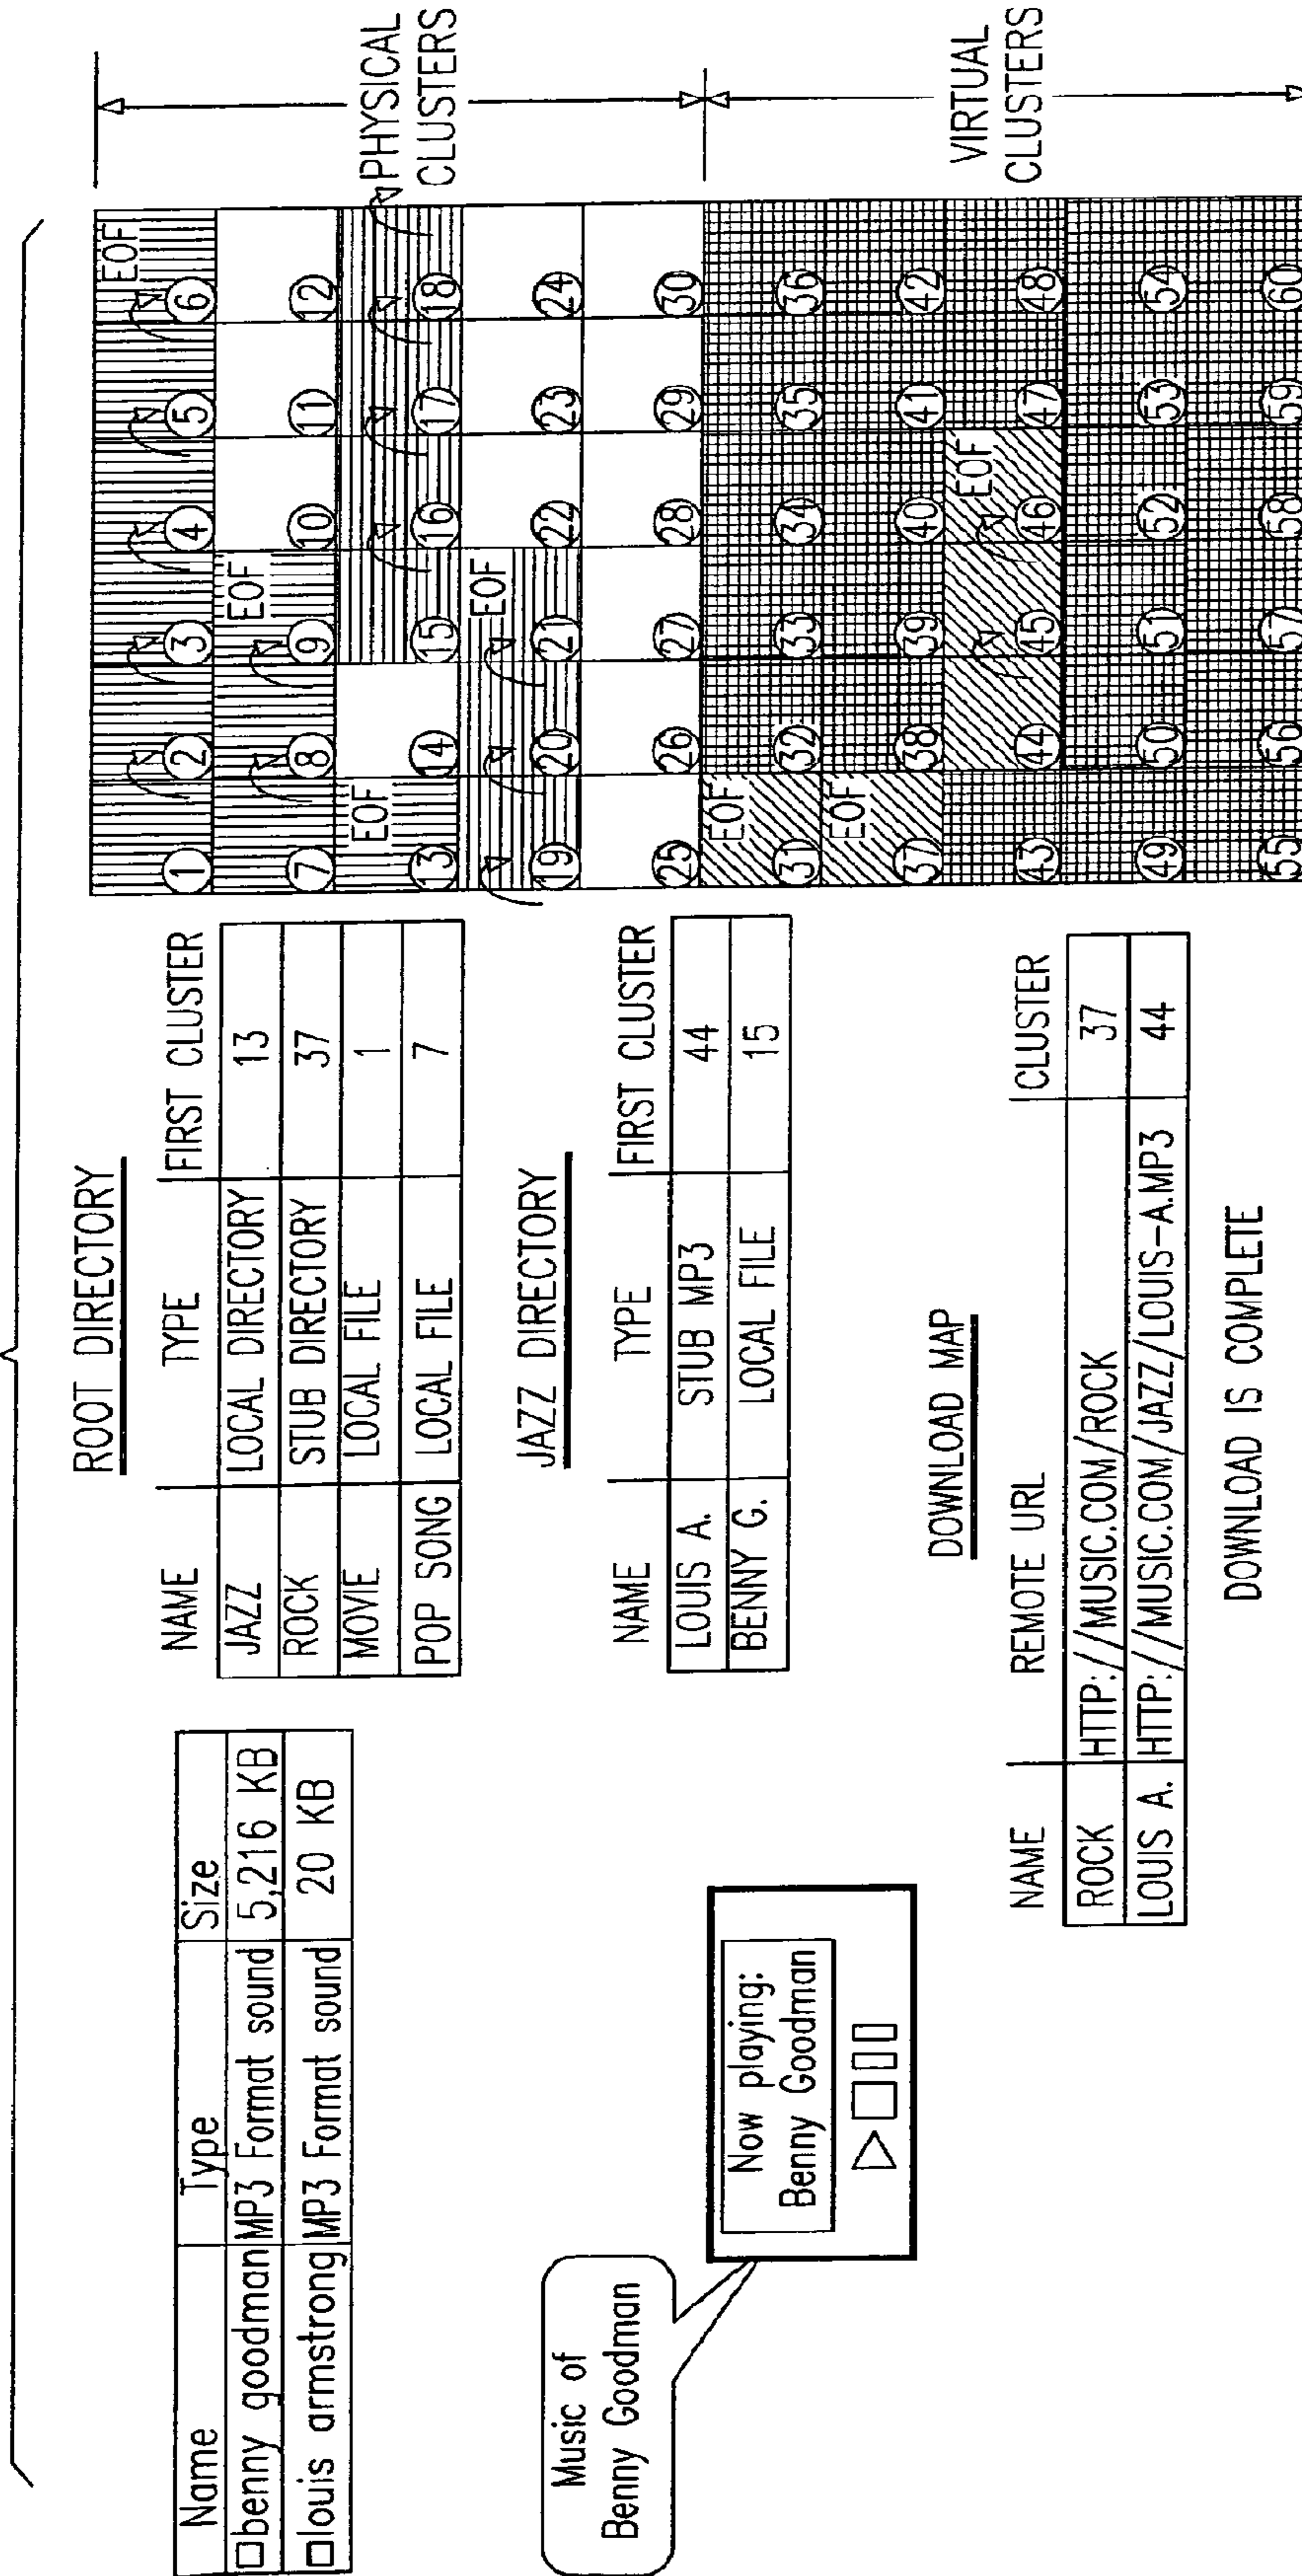 Name Type Size
benny goodman MP3 Format sound 5,216 KB
louis armstrong MP3 Format sound 20 KB
Music of
Benny Goodman
Now playing:
Benny Goodman
ROOT DIRECTORY
NAME TYPE FIRST CLUSTER
JAZZ LOCAL DIRECTORY 13
ROCK STUB DIRECTORY 37
MOVIE LOCAL FILE 1
POP SONG LOCAL FILE 7
JAZZ DIRECTORY
NAME TYPE FIRST CLUSTER
LOUIS A. STUB MP3 44
BENNY G. LOCAL FILE 15
DOWNLOAD MAP
NAME REMOTE URL CLUSTER
ROCK HTTP://MUSIC.COM/ROCK 37
LOUIS A. HTTP://MUSIC.COM/JAZZ/LOUIS-A.MP3 44
DOWNLOAD IS COMPLETE
EOF
1 2 3 4 5 6
EOF
7 8 9 10 11 12
EOF
13 14 15 16 17 18
EOF
19 20 21 22 23 24
25 26 27 28 29 30
EOF
31 32 33 34 35 36
EOF
37 38 39 40 41 42
EOF
43 44 45 46 47 48
49 50 51 52 53 54
55 56 57 58 59 60
PHYSICAL
CLUSTERS
VIRTUAL
CLUSTERS